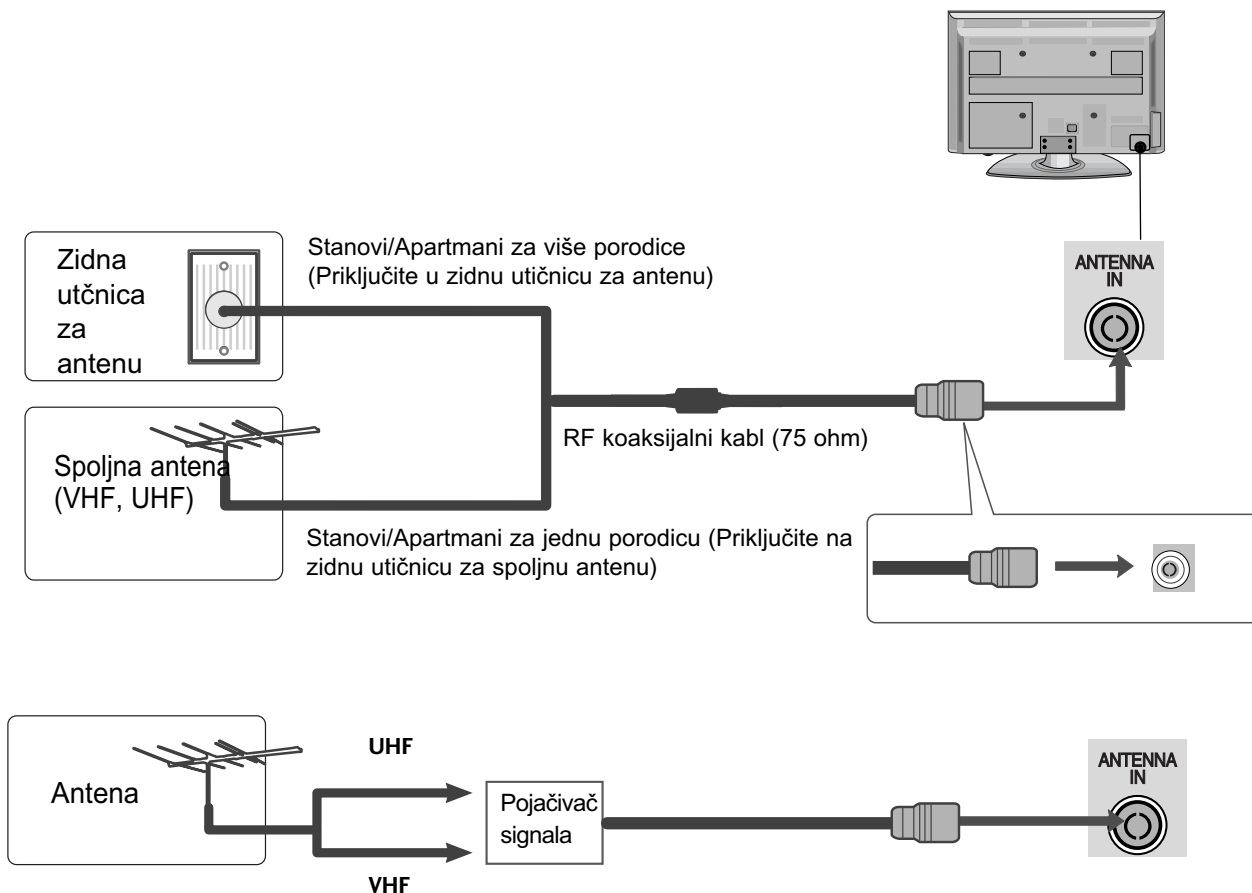 ANTENNA
IN
Zidna
utčnica
za
antenu
Stanovi/Apartmani za više porodice
(Priključite u zidnu utičnicu za antenu)
Spoljna antena
(VHF, UHF)
RF koaksijalni kabl (75 ohm)
Stanovi/Apartmani za jednu porodicu (Priključite na
zidnu utičnicu za spoljnu antenu)
Antena
UHF
VHF
Pojačivač
signala
ANTENNA
IN